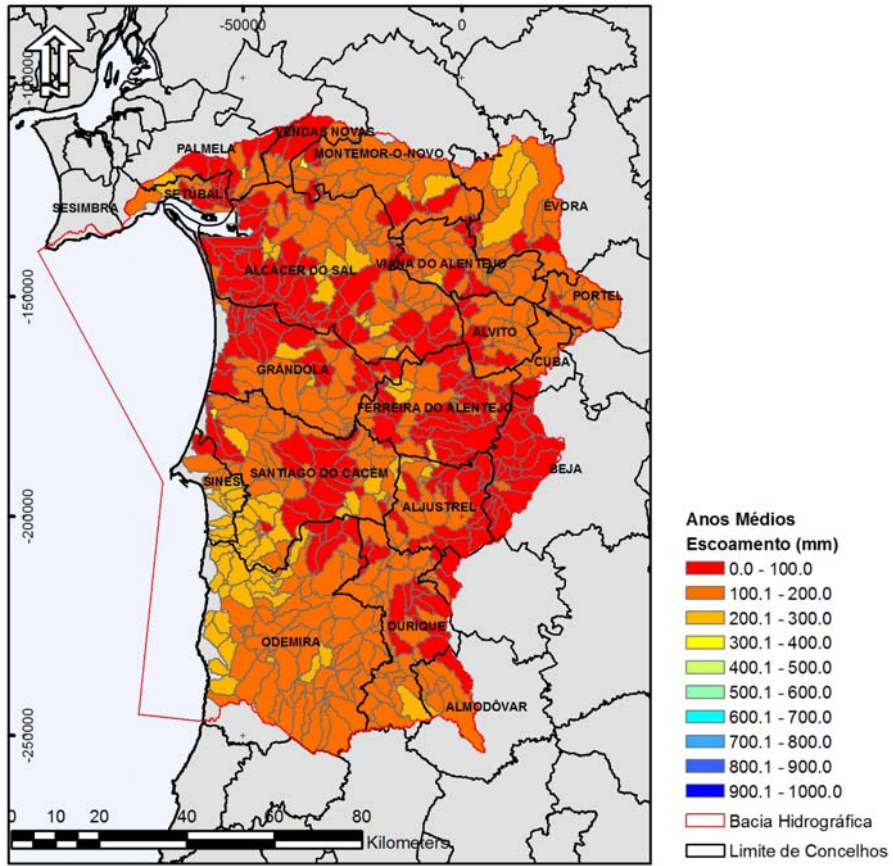 -50000
0
-100000
VENDAS NOVAS
PALMELA
MONTEMOR-O-NOVO
SETUBAL
SESIMBRA
ÉVORA
ALCÁCER DO SAL
VIANA DO ALENTEJO
-150000
PORTEL
ALVITO
CUBA
GRÂNDOLA
FERREIRA DO ALENTEJO
BEJA
SANTIAGO DO CACÉM
SINES
ALJUSTREL
-200000
OURIQUE
ODEMIRA
ALMODÔVAR
-250000
0 10 20 40 60 80
Kilometers
Anos Médios
Escoamento (mm)
0.0 - 100.0
100.1 - 200.0
200.1 - 300.0
300.1 - 400.0
400.1 - 500.0
500.1 - 600.0
600.1 - 700.0
700.1 - 800.0
800.1 - 900.0
900.1 - 1000.0
Bacia Hidrográfica
Limite de Concelhos